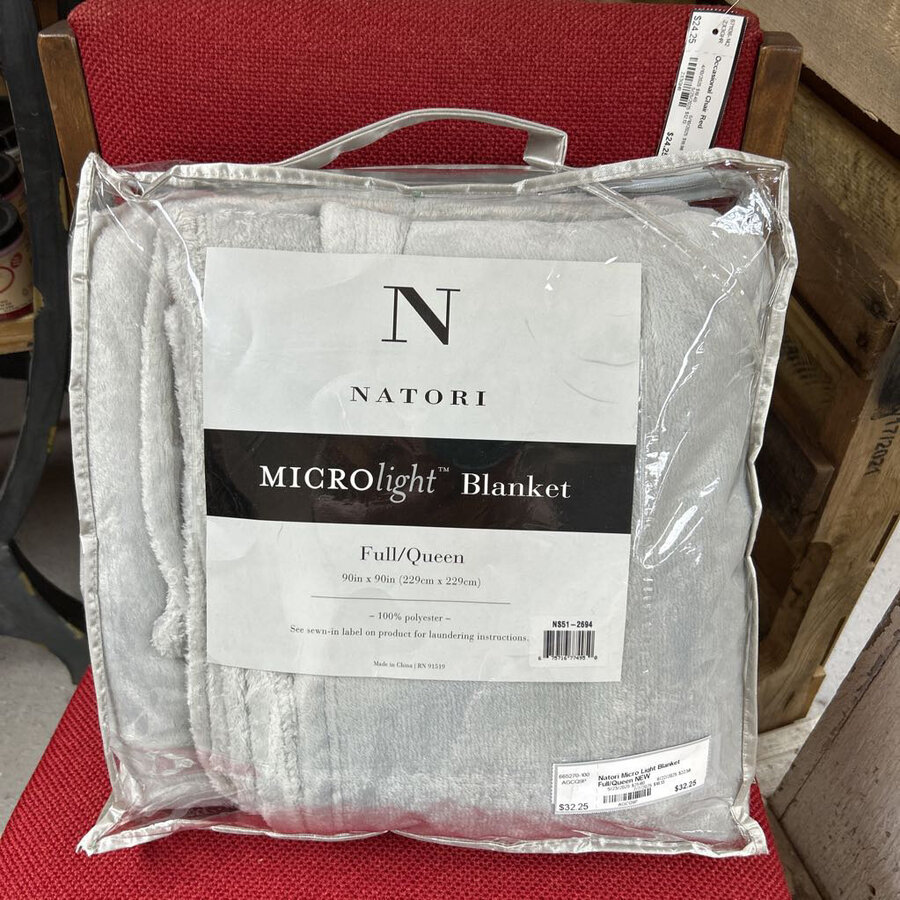 $24.25
Occasional Chair Red
$24.25
N
NATORI
MICROlight™ Blanket
Full/Queen
90in x 90in (229cm x 229cm)
– 100% polyester –
See sewn-in label on product for laundering instructions.
NS51-2694
Made in China | RN 91519
665270-100
Natori Micro Light Blanket
Full/Queen NEW
$32.25
$32.25